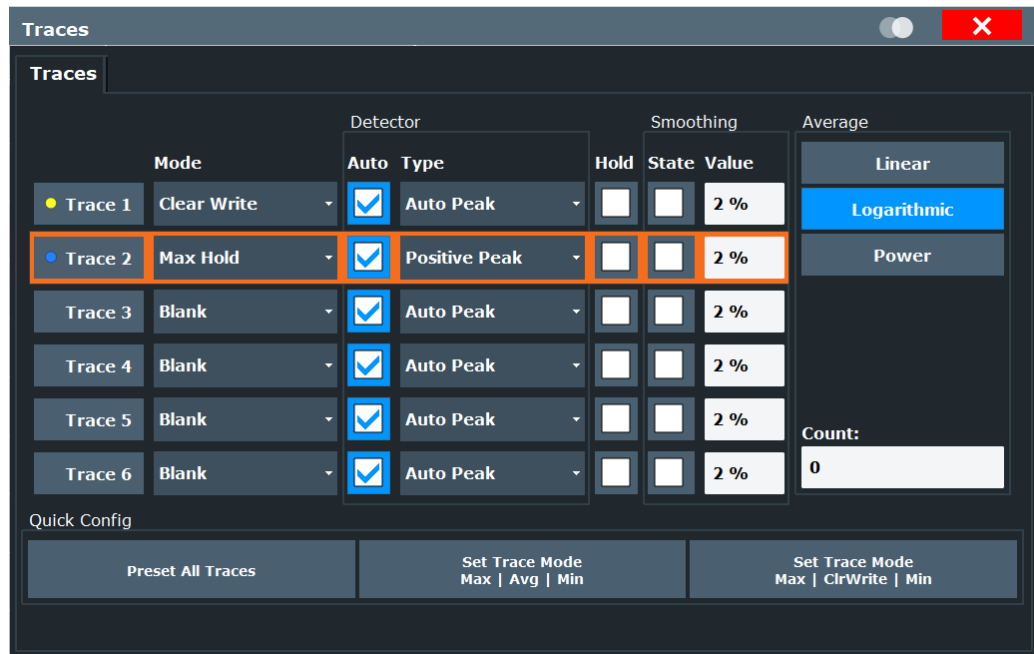 Traces
Traces
Detector Smoothing Average
Mode Auto Type Hold State Value
Linear
Trace 1 Clear Write Auto Peak 2 %
Logarithmic
Trace 2 Max Hold Positive Peak 2 %
Power
Trace 3 Blank Auto Peak 2 %
Trace 4 Blank Auto Peak 2 %
Trace 5 Blank Auto Peak 2 %
Count:
Trace 6 Blank Auto Peak 2 %
0
Quick Config
Preset All Traces
Set Trace Mode
Max | Avg | Min
Set Trace Mode
Max | ClrWrite | Min